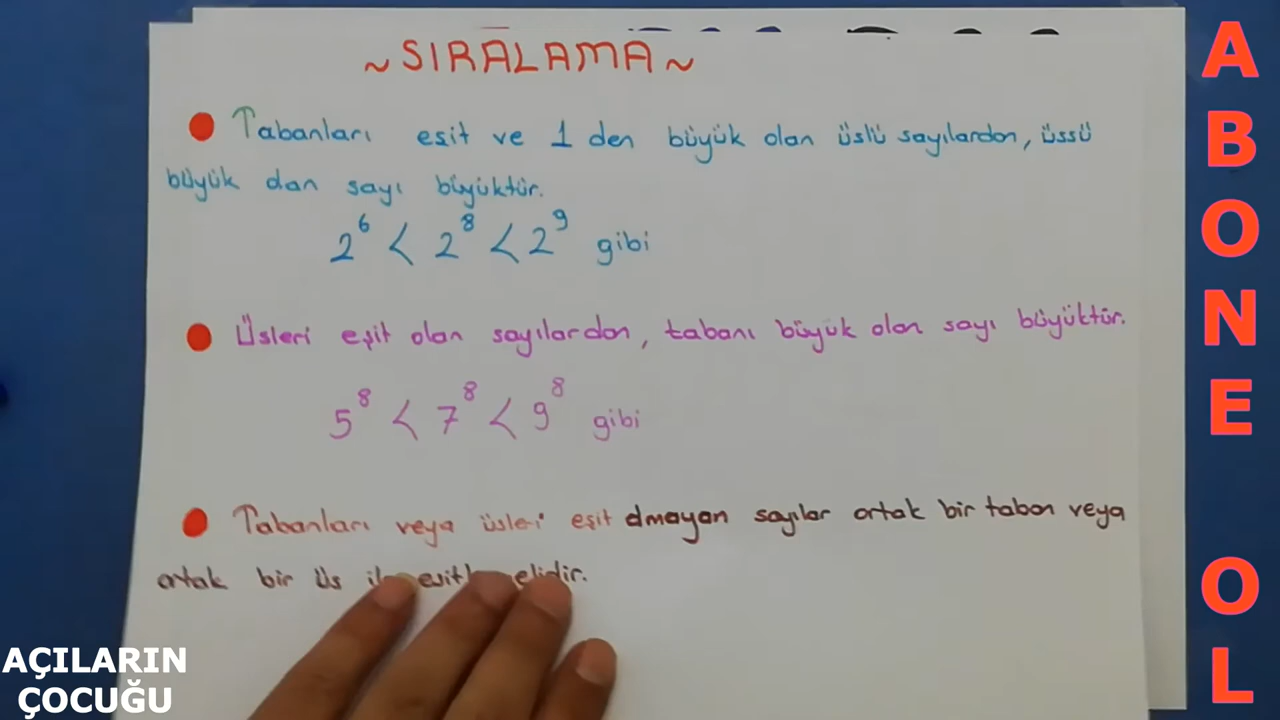 ~ SIRALAMA ~
Tabanları eşit ve 1 den büyük olan üslü sayılardan, üssü
büyük olan sayı büyüktür.
2^6 < 2^8 < 2^9 gibi
Üsleri eşit olan sayılardan, tabanı büyük olan sayı büyüktür.
5^8 < 7^8 < 9^8 gibi
Tabanları veya üsleri eşit olmayan sayılar ortak bir taban veya
ortak bir üs
ABONE OL
AÇILARIN
ÇOCUĞU